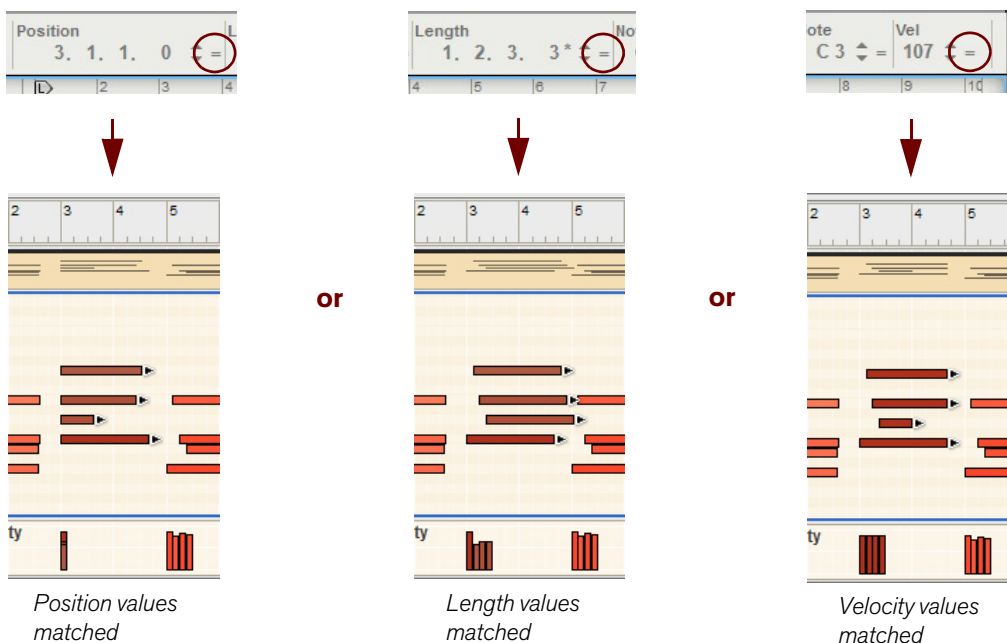 Position L
3. 1. 1. 0 =
L 2 3 4
Length No
1. 2. 3. 3* =
4 5 6 7
ote Vel
C 3 = 107 =
8 9 10
2 3 4 5
2 3 4 5
2 3 4 5
or
or
ty
ty
ty
Position values
matched
Length values
matched
Velocity values
matched